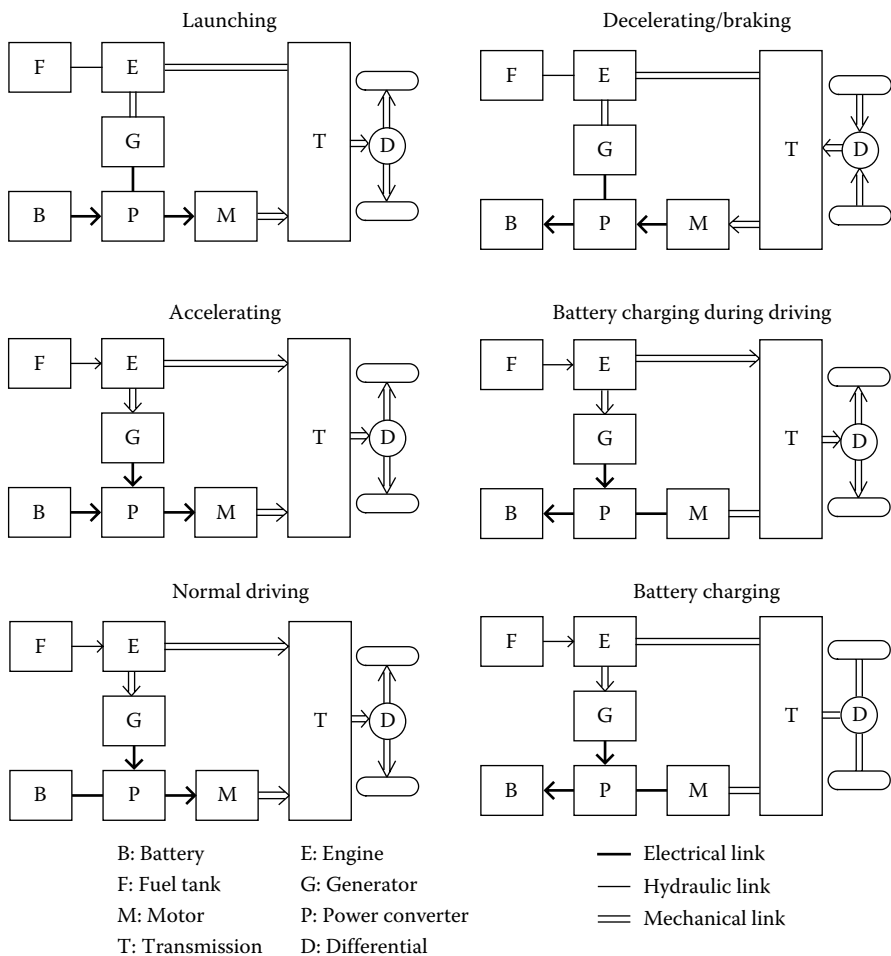 Launching
F
E
G
T
D
B
P
M
Decelerating/braking
F
E
G
T
D
B
P
M
Accelerating
F
E
G
T
D
B
P
M
Battery charging during driving
F
E
G
T
D
B
P
M
Normal driving
F
E
G
T
D
B
P
M
Battery charging
F
E
G
T
D
B
P
M
B: Battery
F: Fuel tank
M: Motor
T: Transmission
E: Engine
G: Generator
P: Power converter
D: Differential
Electrical link
Hydraulic link
Mechanical link